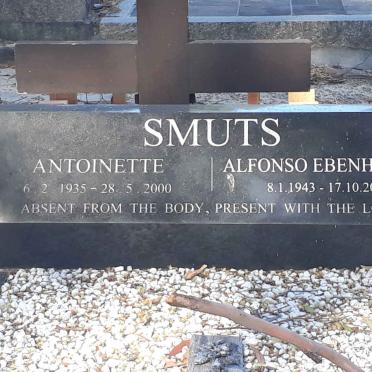 SMUTS
ANTOINETTE ALFONSO EBENH
6.2.1935 - 28.5.2000 8.1.1943 - 17.10.20
ABSENT FROM THE BODY, PRESENT WITH THE LO